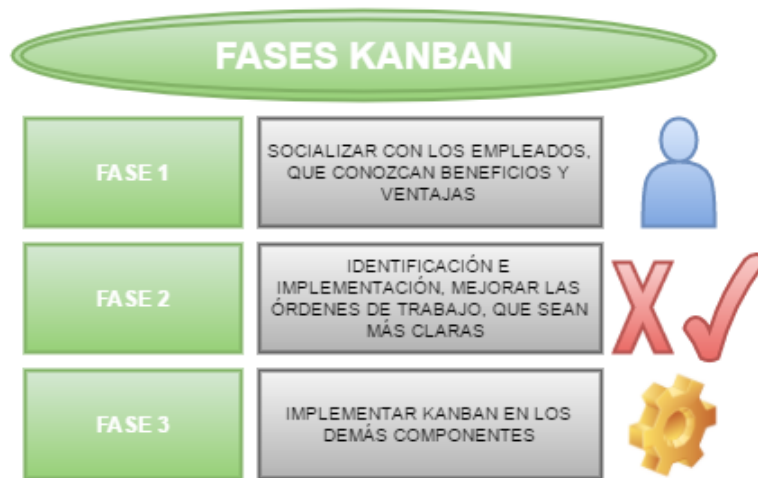 FASES KANBAN
FASE 1
SOCIALIZAR CON LOS EMPLEADOS,
QUE CONOZCAN BENEFICIOS Y
VENTAJAS
FASE 2
IDENTIFICACIÓN E
IMPLEMENTACIÓN, MEJORAR LAS
ÓRDENES DE TRABAJO, QUE SEAN
MÁS CLARAS
FASE 3
IMPLEMENTAR KANBAN EN LOS
DEMÁS COMPONENTES